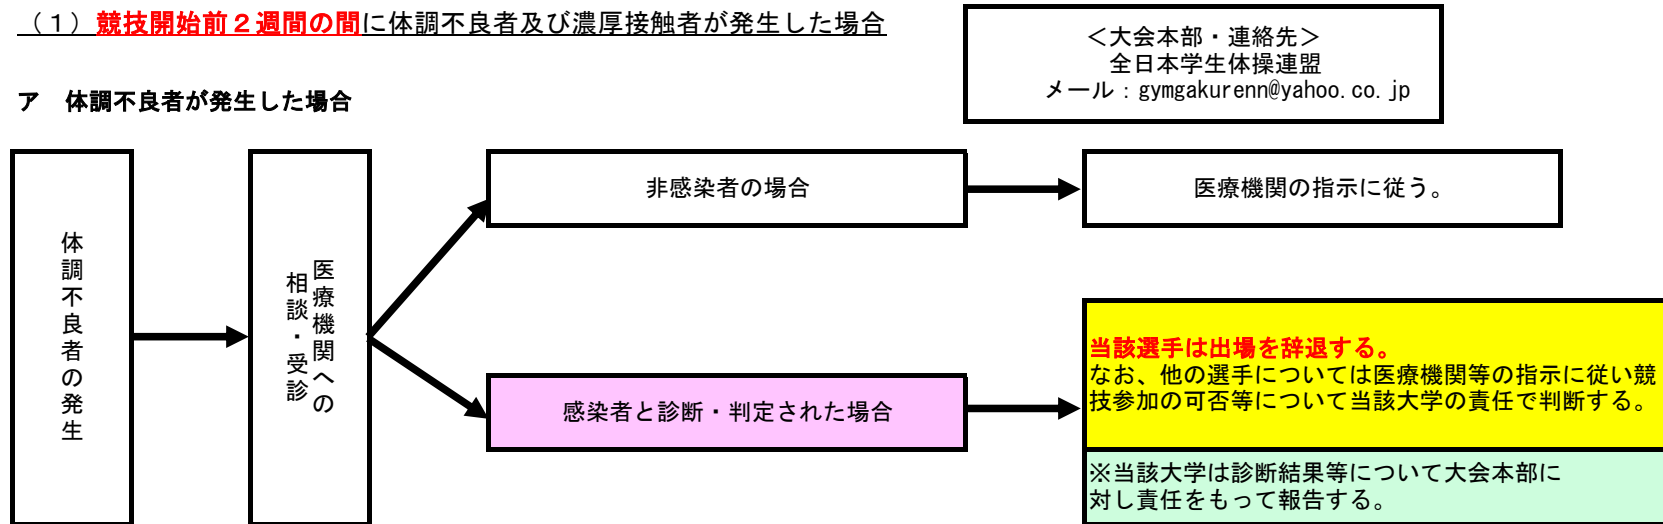 （１）競技開始前２週間の間に体調不良者及び濃厚接触者が発生した場合
＜大会本部・連絡先＞
全日本学生体操連盟
メール：gymgakurenn@yahoo.co.jp
ア　体調不良者が発生した場合
体調不良者の発生
医療機関への
相談・受診
非感染者の場合
医療機関の指示に従う。
感染者と診断・判定された場合
当該選手は出場を辞退する。
なお、他の選手については医療機関等の指示に従い競
技参加の可否等について当該大学の責任で判断する。
※当該大学は診断結果等について大会本部に
対し責任をもって報告する。